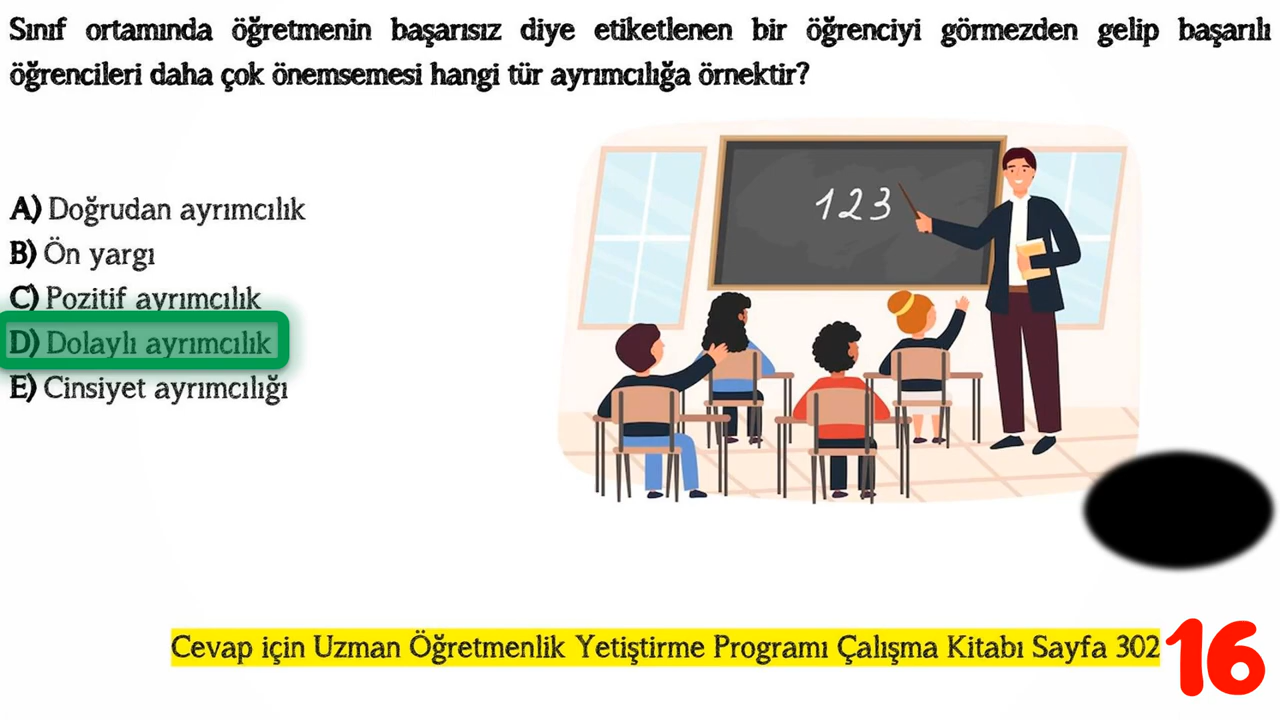 Sınıf ortamında öğretmenin başarısız diye etiketlenen bir öğrenciyi görmezden gelip başarılı
öğrencileri daha çok önemsemesi hangi tür ayrımcılığa örnektir?
A) Doğrudan ayrımcılık
B) Ön yargı
C) Pozitif ayrımcılık
D) Dolaylı ayrımcılık
E) Cinsiyet ayrımcılığı
123
Cevap için Uzman Öğretmenlik Yetiştirme Programı Çalışma Kitabı Sayfa 302
16